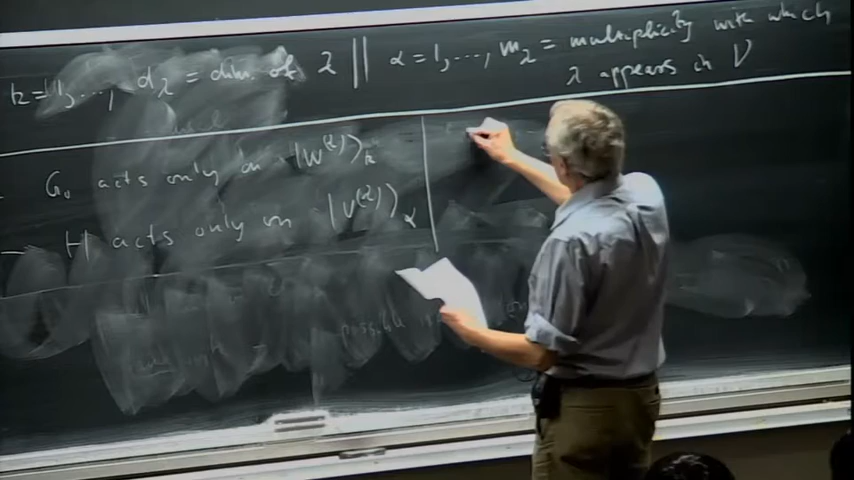 k=1,..., d_λ = dim. of λ || α = 1,..., m_λ = multiplicity with which
λ appears in V
G_0 acts only on |W^(λ)⟩_k
- H acts only on |V^(λ)⟩_α
possible